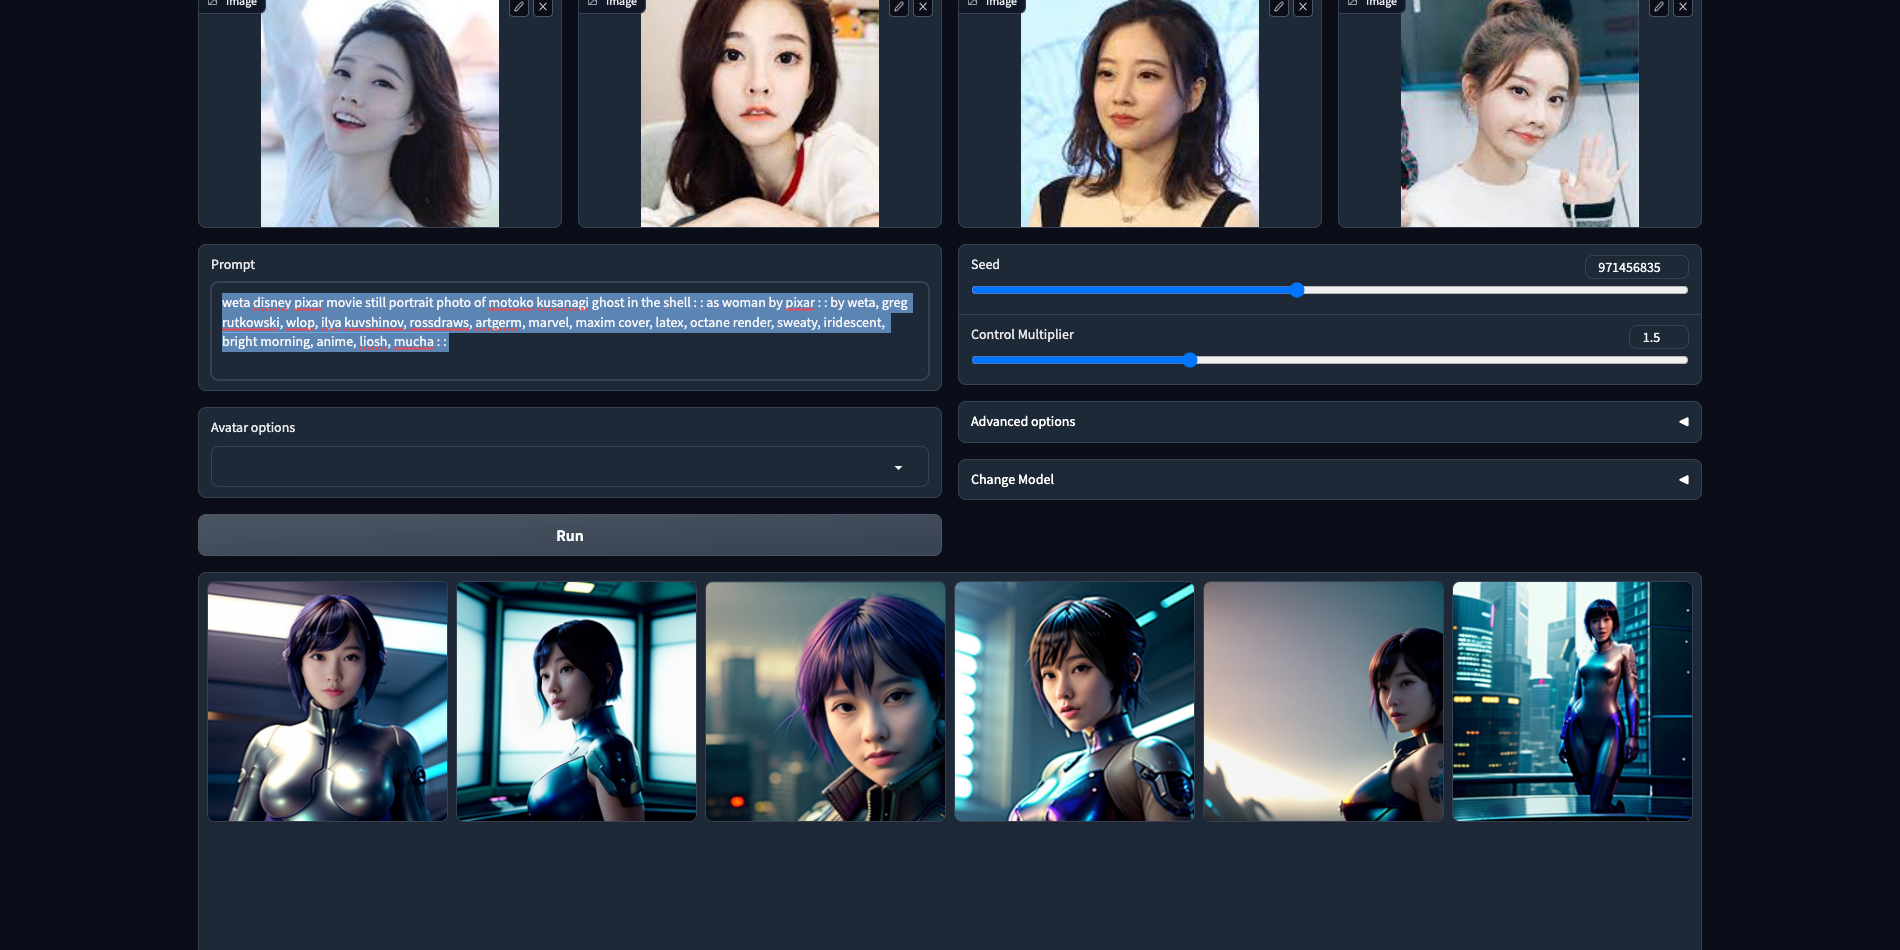 Image
Image
Image
Image
Prompt
weta disney pixar movie still portrait photo of motoko kusanagi ghost in the shell : : as woman by pixar : : by weta, greg
rutkowski, wlop, ilya kuvshinov, rossdraws, artgerm, marvel, maxim cover, latex, octane render, sweaty, iridescent,
bright morning, anime, liosh, mucha : :
Seed
971456835
Control Multiplier
1.5
Avatar options
Advanced options
Change Model
Run